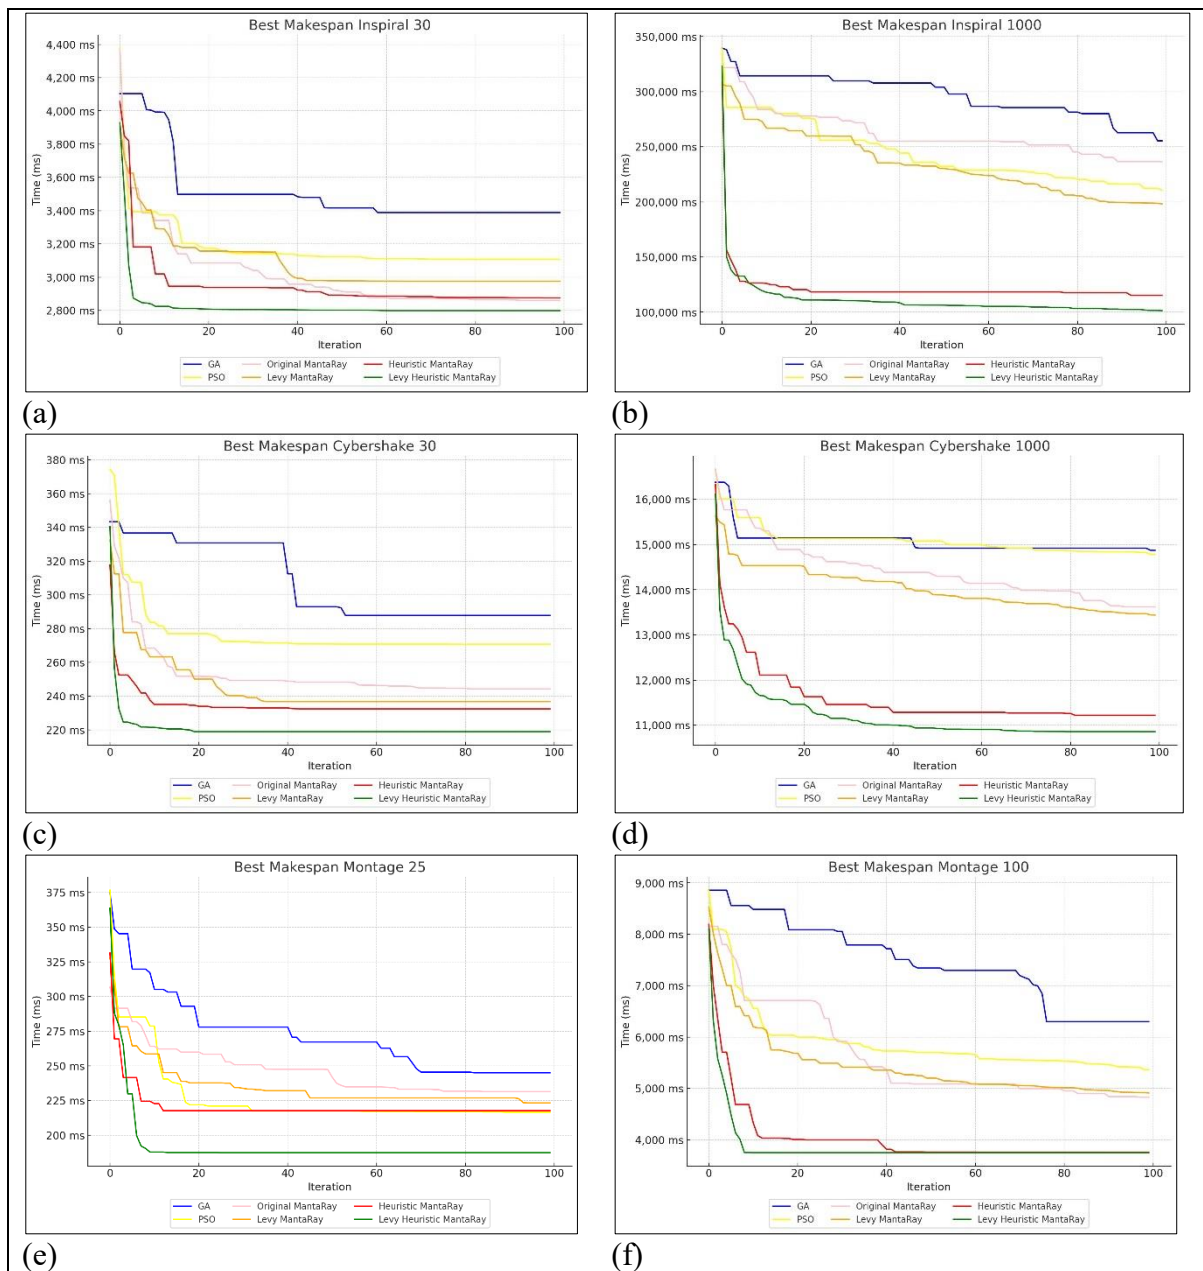 Best Makespan Inspiral 30
4,400 ms
4,200 ms
4,000 ms
3,800 ms
3,600 ms
3,400 ms
3,200 ms
3,000 ms
2,800 ms
Time (ms)
0 20 40 60 80 100
Iteration
GA Original MantaRay Heuristic MantaRay
PSO Levy MantaRay Levy Heuristic MantaRay
(a)
Best Makespan Inspiral 1000
350,000 ms
300,000 ms
250,000 ms
200,000 ms
150,000 ms
100,000 ms
Time (ms)
0 20 40 60 80 100
Iteration
GA Original MantaRay Heuristic MantaRay
PSO Levy MantaRay Levy Heuristic MantaRay
(b)
Best Makespan Cybershake 30
380 ms
360 ms
340 ms
320 ms
300 ms
280 ms
260 ms
240 ms
220 ms
Time (ms)
0 20 40 60 80 100
Iteration
GA Original MantaRay Heuristic MantaRay
PSO Levy MantaRay Levy Heuristic MantaRay
(c)
Best Makespan Cybershake 1000
16,000 ms
15,000 ms
14,000 ms
13,000 ms
12,000 ms
11,000 ms
Time (ms)
0 20 40 60 80 100
Iteration
GA Original MantaRay Heuristic MantaRay
PSO Levy MantaRay Levy Heuristic MantaRay
(d)
Best Makespan Montage 25
375 ms
350 ms
325 ms
300 ms
275 ms
250 ms
225 ms
200 ms
Time (ms)
0 20 40 60 80 100
Iteration
GA Original MantaRay Heuristic MantaRay
PSO Levy MantaRay Levy Heuristic MantaRay
(e)
Best Makespan Montage 100
9,000 ms
8,000 ms
7,000 ms
6,000 ms
5,000 ms
4,000 ms
Time (ms)
0 20 40 60 80 100
Iteration
GA Original MantaRay Heuristic MantaRay
PSO Levy MantaRay Levy Heuristic MantaRay
(f)